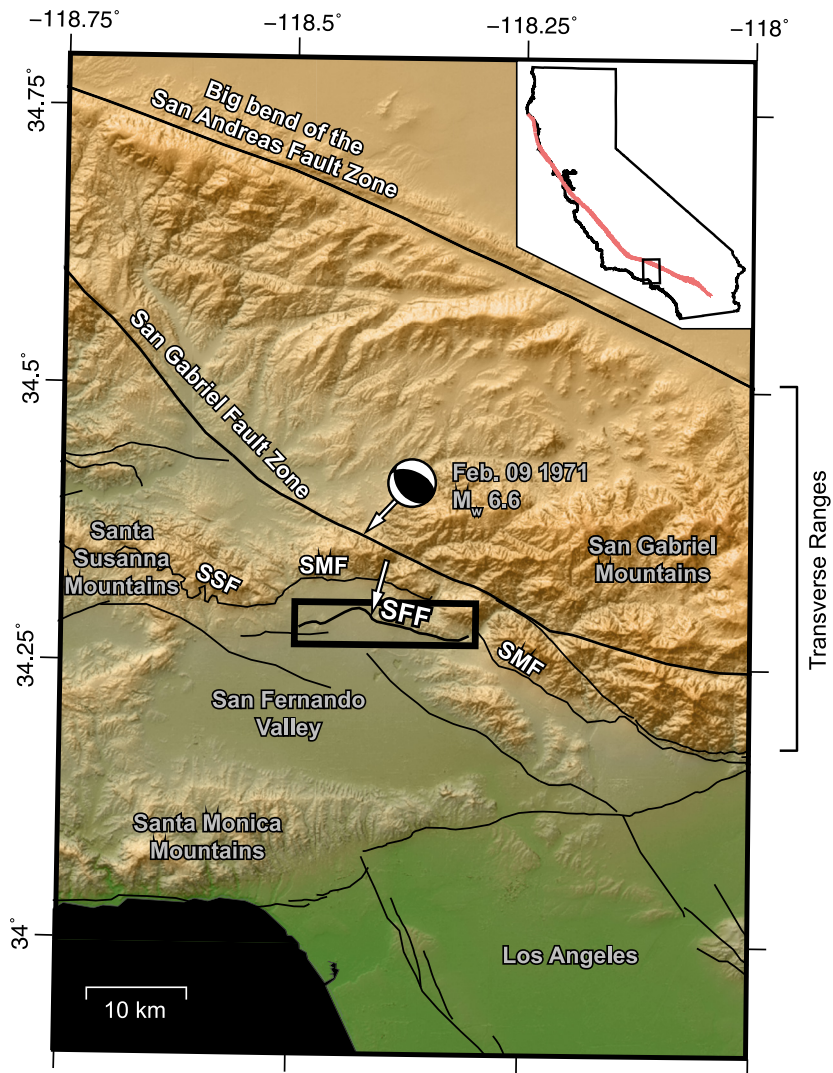 −118.75°
−118.5°
−118.25°
−118°
34.75°
34.5°
34.25°
34°
Big bend of the
San Andreas Fault Zone
San Gabriel Fault Zone
Feb. 09 1971
Mw 6.6
Santa
Susanna
Mountains
SSF
SMF
SFF
San Gabriel
Mountains
SMF
Transverse Ranges
San Fernando
Valley
Santa Monica
Mountains
Los Angeles
10 km